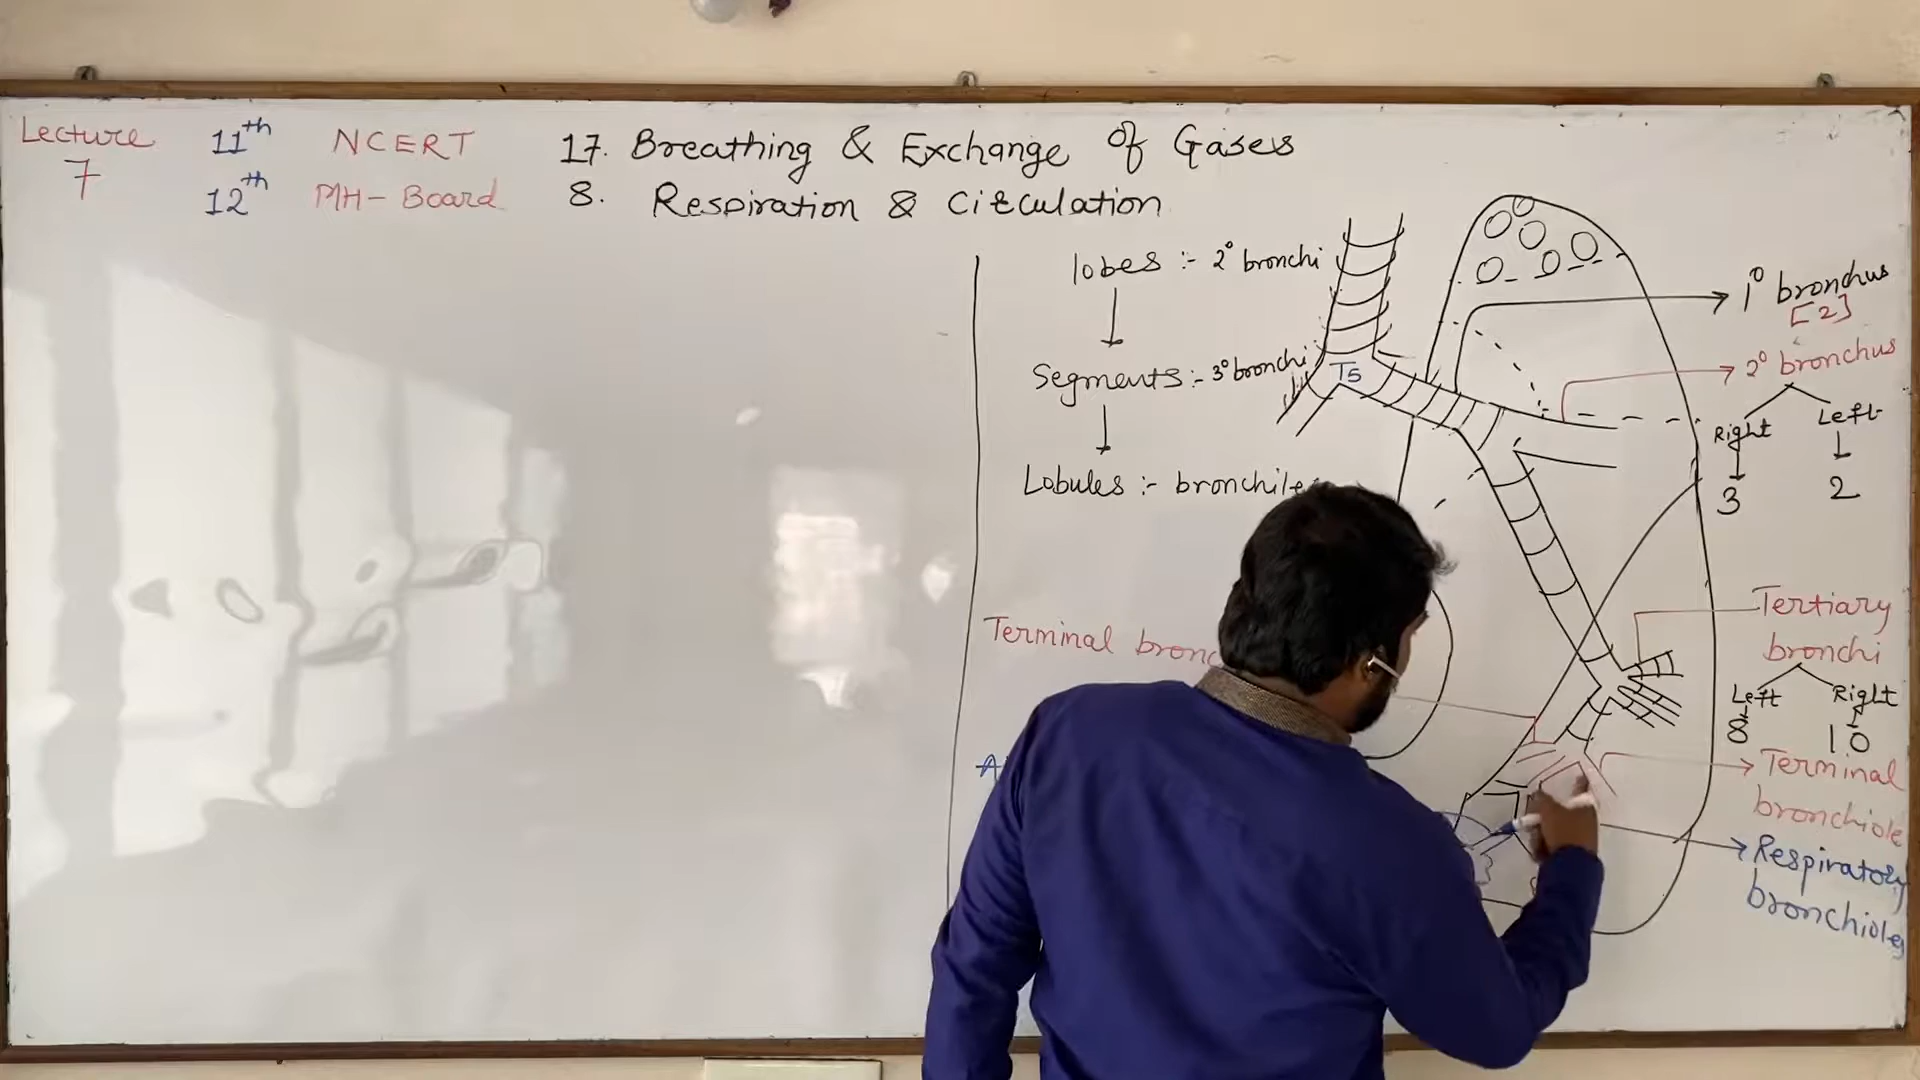 Lecture 7
11th NCERT 17. Breathing & Exchange of Gases
12th MH-Board 8. Respiration & Circulation
lobes :- 2° bronchi
Segments :- 3° bronchi
Lobules :- bronchiles
T5
1° bronchus
[2]
2° bronchus
Right Left
3 2
Terminal
Tertiary
bronchi
Left Right
8 10
Terminal
bronchiole
Respiratory
bronchioles